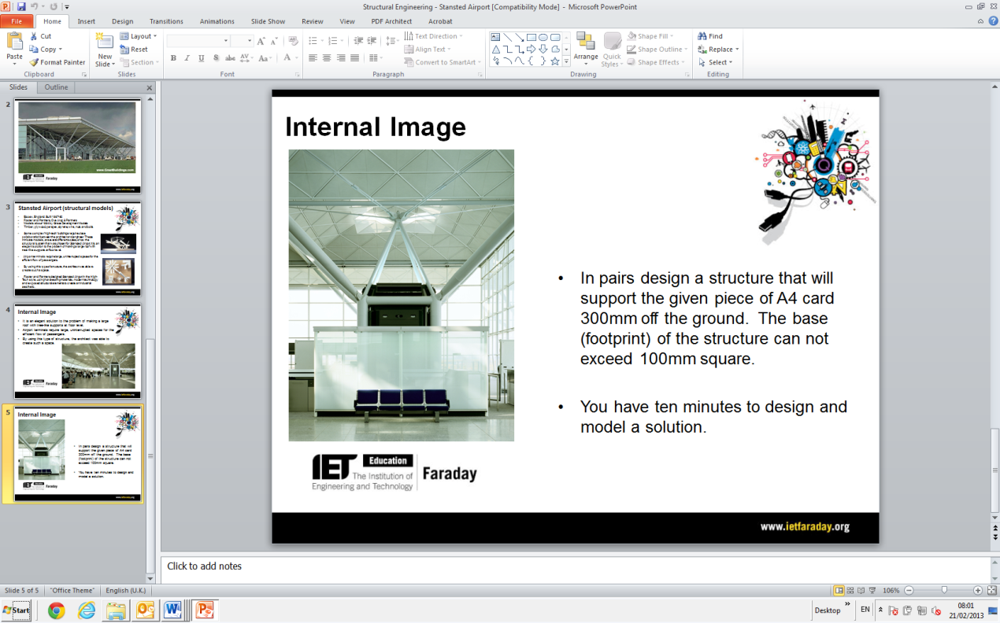 Structural Engineering - Stansted Airport [Compatibility Mode] - Microsoft PowerPoint
File Home Insert Design Transitions Animations Slide Show Review View PDF Architect Acrobat
Paste
Cut
Copy
Format Painter
Clipboard
New Slide
Layout
Reset
Section
Slides
Font
Text Direction
Align Text
Convert to SmartArt
Paragraph
Arrange
Quick Styles
Shape Fill
Shape Outline
Shape Effects
Drawing
Find
Replace
Select
Editing
Slides Outline
2
www.GreatBuildings.com
IET Education Faraday
3
Stansted Airport (structural models)
4
Internal Image
It is an elegant solution to the problem of making a large
roof with tree-like supports at floor level.
Airport terminals require large, uninterrupted spaces for the
efficient flow of passengers.
By using this type of structure, the architect was able to
create such a space.
IET Education Faraday
5
Internal Image
In pairs design a structure that will
support the given piece of A4 card
300mm off the ground. The base
(footprint) of the structure can not
exceed 100mm square.
You have ten minutes to design and
model a solution.
IET Education Faraday
Internal Image
• In pairs design a structure that will
support the given piece of A4 card
300mm off the ground. The base
(footprint) of the structure can not
exceed 100mm square.
• You have ten minutes to design and
model a solution.
IET Education
The Institution of
Engineering and Technology
Faraday
www.ietfaraday.org
Click to add notes
Slide 5 of 5 "Office Theme" English (U.K.) 106%
Start
Desktop
EN
08:01
21/02/2013